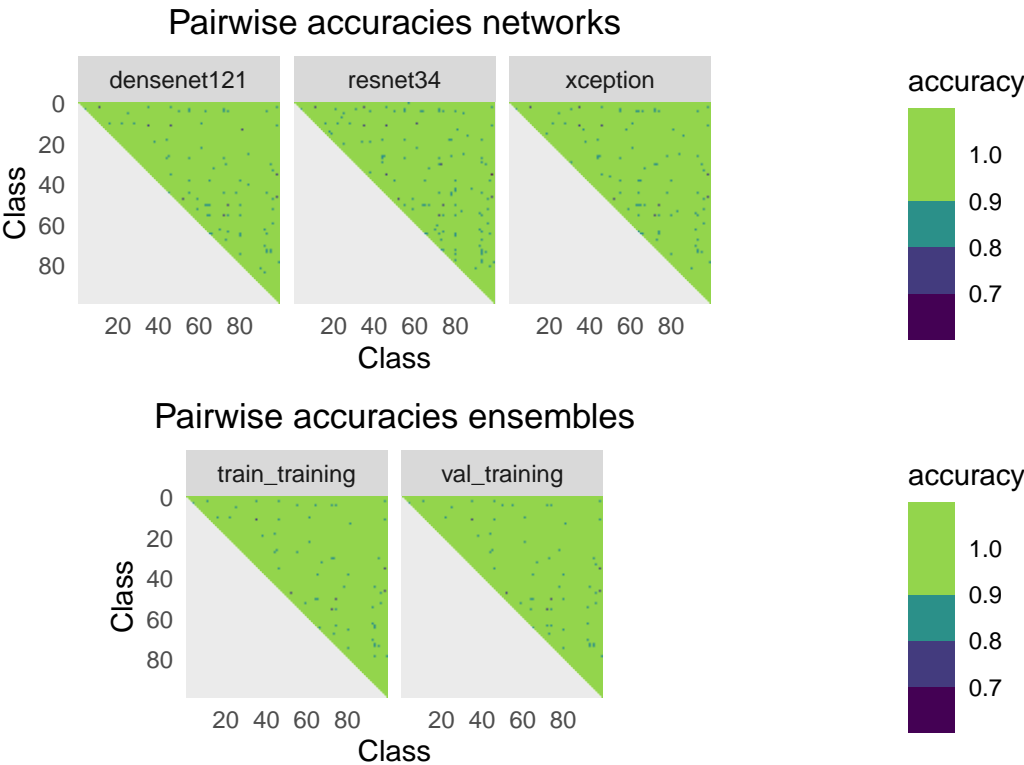 Pairwise accuracies networks
densenet121 resnet34 xception
accuracy
Class
0
20
40
60
80
20 40 60 80 20 40 60 80 20 40 60 80
Class
1.0
0.9
0.8
0.7
Pairwise accuracies ensembles
train_training val_training
accuracy
Class
0
20
40
60
80
20 40 60 80 20 40 60 80
Class
1.0
0.9
0.8
0.7